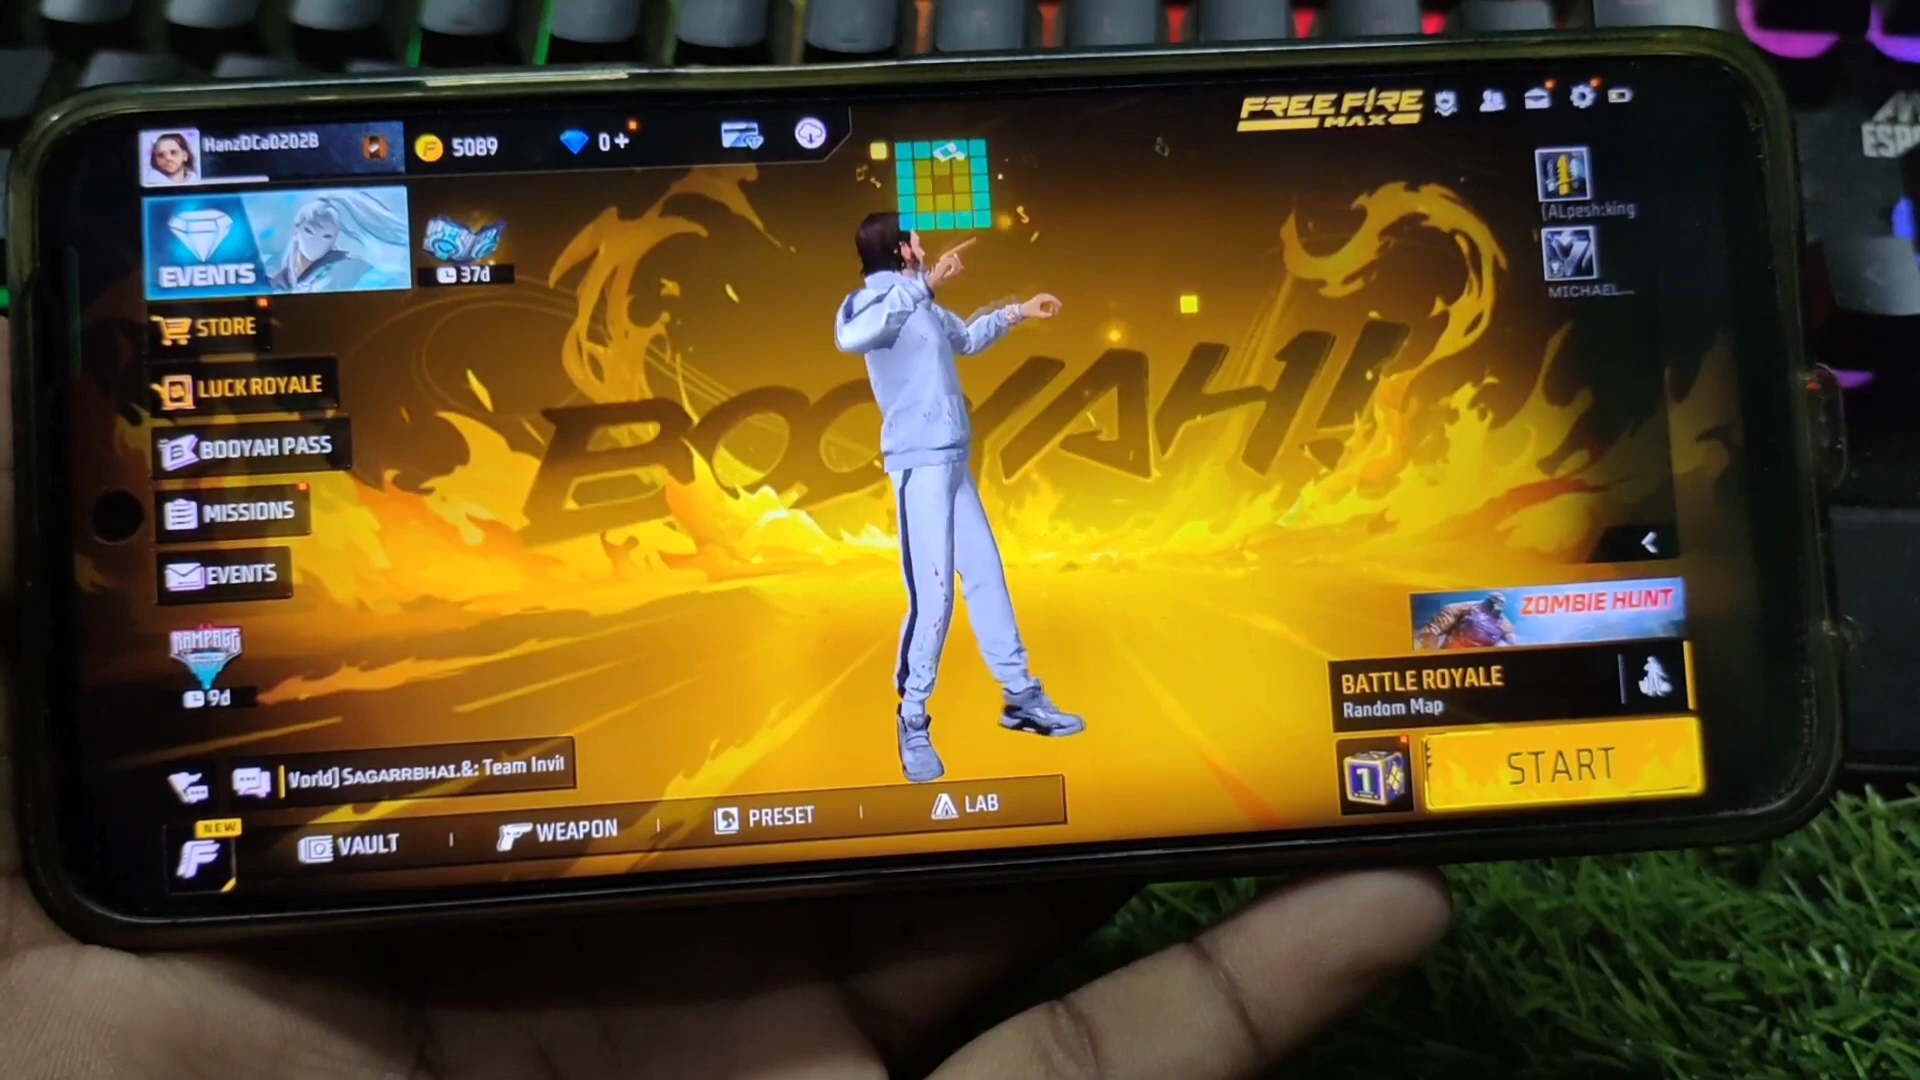 HanzDCa0202B
5089
0+
FREE FIRE
MAX
EVENTS
37d
STORE
LUCK ROYALE
BOOYAH PASS
MISSIONS
EVENTS
RAMPAGE
9d
BOOYAH!
(ALpesh:king
MICHAEL...
ZOMBIE HUNT
BATTLE ROYALE
Random Map
1
START
Vorld] SAGARRBHAI.&: Team Invit
NEW
VAULT
WEAPON
PRESET
LAB